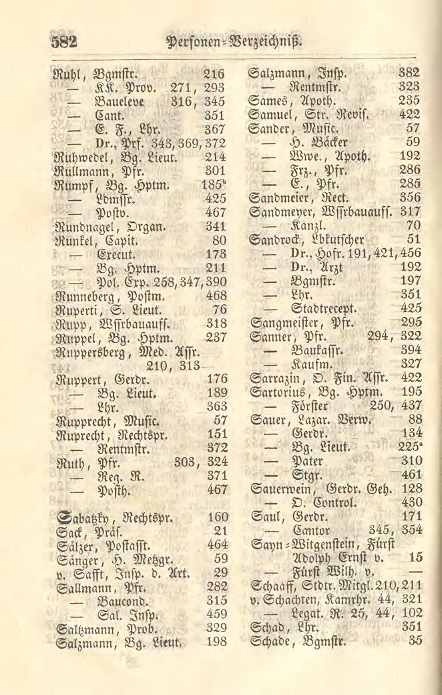 582
Personen=Verzeichniß.
Ruhl, Bgmstr. 216
— KK. Prov. 271, 293
— Baueleve 316, 345
— Cant. 351
— E. F., Lhr. 367
— Dr., Prf. 343,369,372
Rühwedel, Bg. Lieut. 214
Rüllmann, Pfr. 301
Rümpf, Bg. Hptm. 185*
— Ldmssr. 425
— Postv. 467
Rundnagel, Organ. 341
Runkel, Capit. 80
— Execut. 173
— Bg. Hptm. 211
— Pol. Exp. 258,347,390
Runneberg, Postm. 468
Ruperti, S. Lieut. 76
Rupp, Wssrbauauff. 318
Ruppel, Bg. Hptm. 237
Ruppersberg, Med. Assr.
210, 313
Ruppert, Gerdr. 176
— Bg. Lieut. 189
— Lhr. 363
Rupprecht, Music. 57
Ruprecht, Rechtspr. 151
— Rentmstr. 372
Ruth, Pfr. 303, 324
— Reg. R. 371
— Posth. 467
Sabatzky, Rechtspr. 160
Sack, Präs. 21
Sälzer, Postasst. 464
Sänger, H. Metzgr. 59
v. Safft, Insp. d. Art. 29
Sallmann, Pfr. 282
— Baucond. 315
— Sal. Insp. 459
Saltzmann, Prob. 329
Salzmann, Bg. Lieut. 198
Salzmann, Insp. 382
— Rentmstr. 323
Sames, Apoth. 235
Samuel, Str. Revis. 422
Sander, Music. 57
— H. Bäcker 59
— Wwe., Apoth. 192
— Frz., Pfr. 286
— E., Pfr. 285
Sandmeier, Rect. 356
Sandmeyer, Wssrbauauff. 317
— Kanzl. 70
Sandrock, Lbkutscher 51
— Dr., Hofr. 191,421,456
— Dr., Arzt 192
— Bgmstr. 197
— Lhr. 351
— Stadtrecept. 425
Sangmeister, Pfr. 295
Sanner, Pfr. 294, 322
— Baukassr. 394
— Kaufm. 327
Sarrazin, O. Fin. Assr. 422
Sartorius, Bg. Hptm. 195
— Förster 250, 437
Sauer, Lazar. Verw. 88
— Gerdr. 134
— Bg. Lieut. 225*
— Pater 310
— Stgr. 461
Sauerwein, Gerdr. Geh. 128
— O. Control. 430
Saul, Gerdr. 171
— Cantor 345, 354
Sayn=Witgenstein, Fürst
Adolph Ernst v. 15
— Fürst Wilh. v. —
Schaaff, Stdtr. Mitgl. 210,211
v. Schachten, Kamrhr. 44, 321
— Legat. R. 25, 44, 102
Schad, Lhr. 351
Schade, Bgmstr. 35